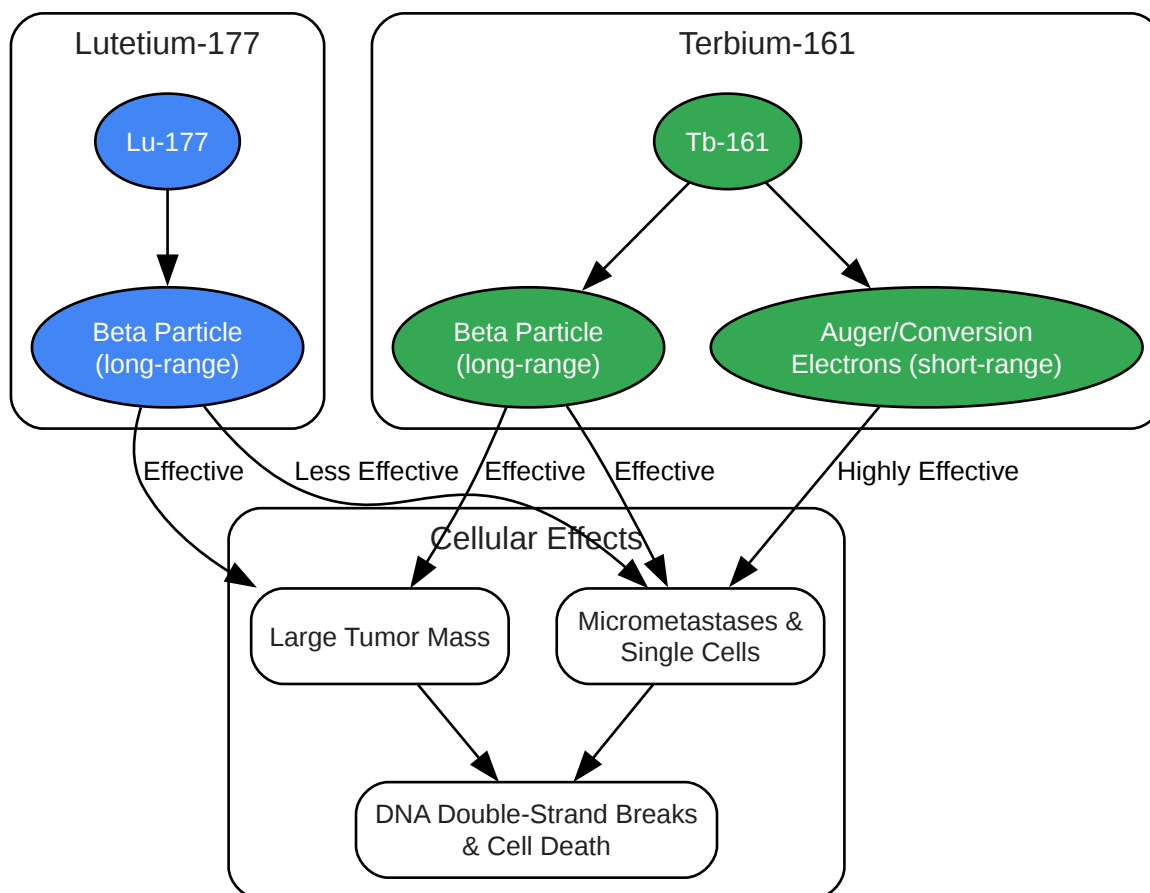 Lutetium-177
Terbium-161
Lu-177
Tb-161
Beta Particle
(long-range)
Beta Particle
(long-range)
Auger/Conversion
Electrons (short-range)
Effective
Less Effective
Effective
Effective
Highly Effective
Cellular Effects
Large Tumor Mass
Micrometastases &
Single Cells
DNA Double-Strand Breaks
& Cell Death